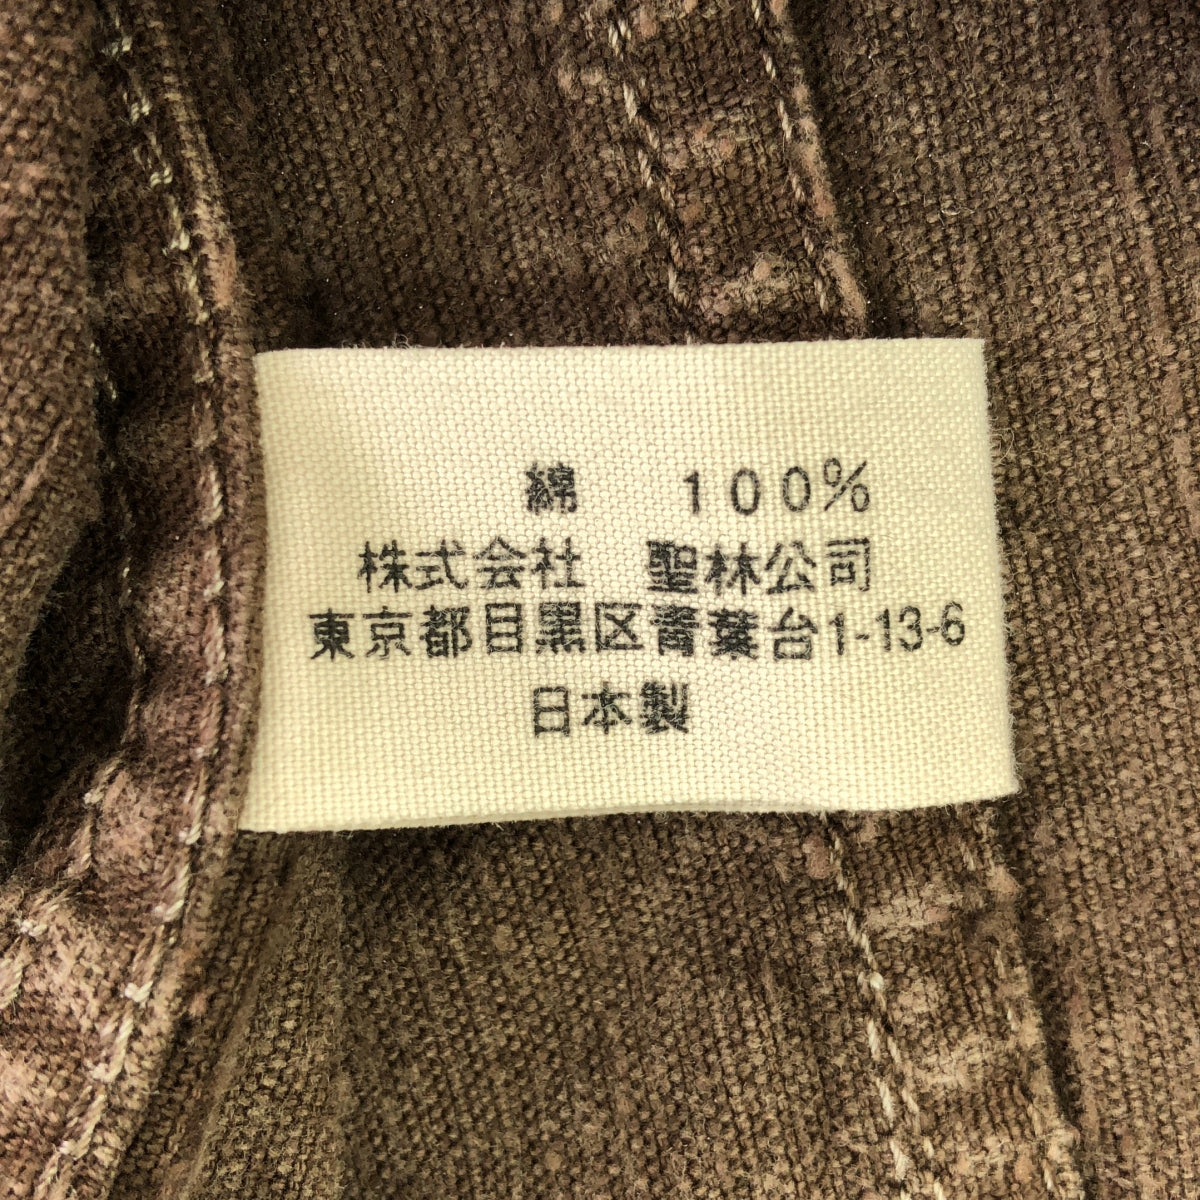 綿 100%
株式会社 聖林公司
東京都目黒区青葉台1-13-6
日本製